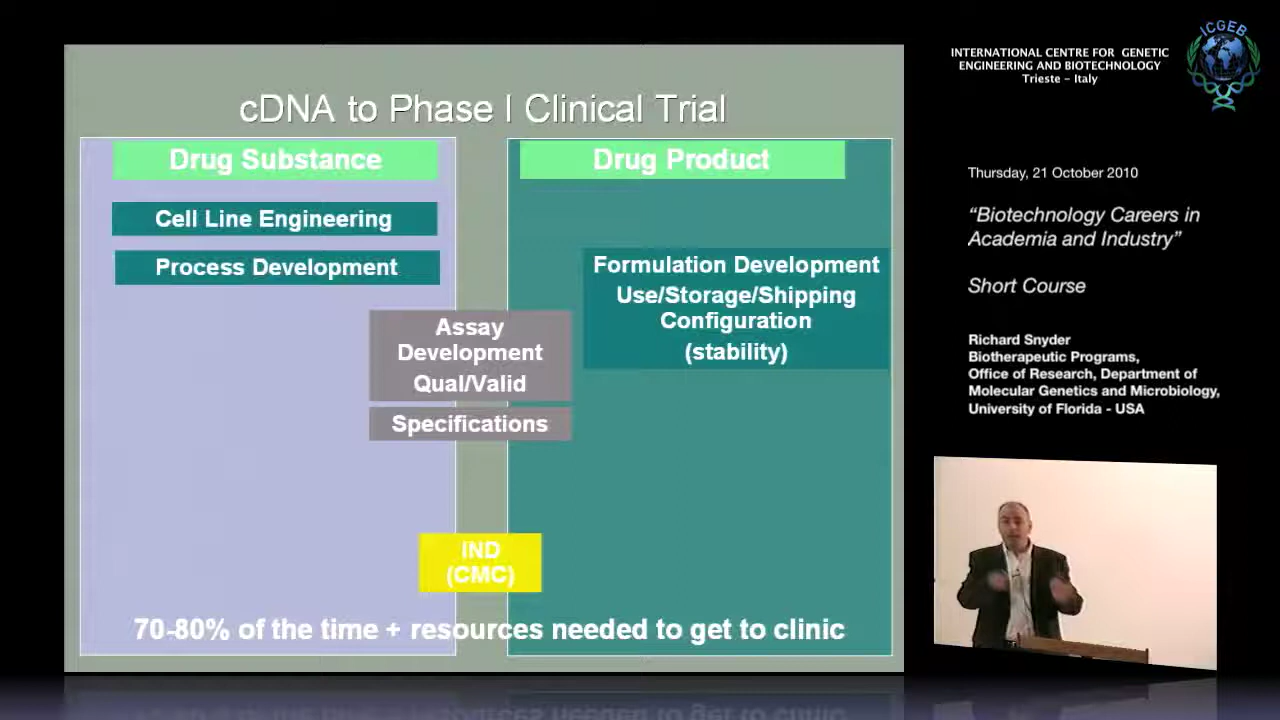 cDNA to Phase I Clinical Trial
Drug Substance
Cell Line Engineering
Process Development
Drug Product
Formulation Development
Use/Storage/Shipping
Configuration
(stability)
Assay
Development
Qual/Valid
Specifications
IND
(CMC)
70-80% of the time + resources needed to get to clinic
INTERNATIONAL CENTRE FOR GENETIC
ENGINEERING AND BIOTECHNOLOGY
Trieste - Italy
ICGEB
Thursday, 21 October 2010
“Biotechnology Careers in
Academia and Industry”
Short Course
Richard Snyder
Biotherapeutic Programs,
Office of Research, Department of
Molecular Genetics and Microbiology,
University of Florida - USA